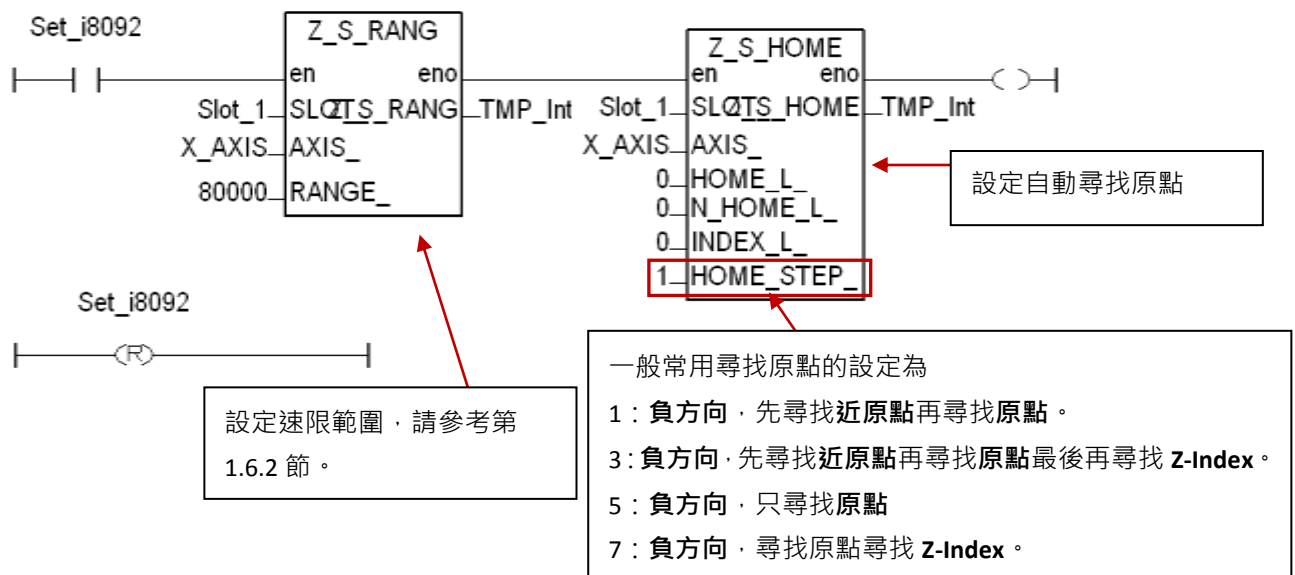 Set_i8092
Z_S_RANG
en eno
Slot_1 SLOT_ Z_S_RANG TMP_Int
X_AXIS AXIS_
80000 RANGE_
Z_S_HOME
en eno
Slot_1 SLOT_ Z_S_HOME TMP_Int
X_AXIS AXIS_
0 HOME_L_
0 N_HOME_L_
0 INDEX_L_
1 HOME_STEP_
設定自動尋找原點
Set_i8092
(R)
設定速限範圍,請參考第
1.6.2 節。
一般常用尋找原點的設定為
1:負方向,先尋找近原點再尋找原點。
3:負方向,先尋找近原點再尋找原點最後再尋找 Z-Index。
5:負方向,只尋找原點
7:負方向,尋找原點尋找 Z-Index。